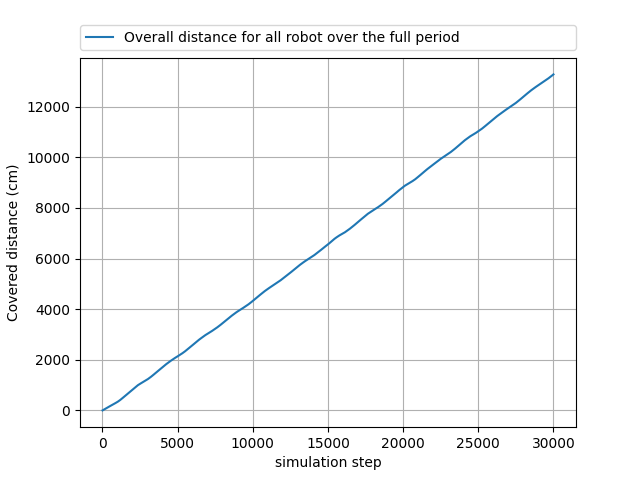 Overall distance for all robot over the full period
12000
10000
8000
6000
4000
2000
0
Covered distance (cm)
0 5000 10000 15000 20000 25000 30000
simulation step